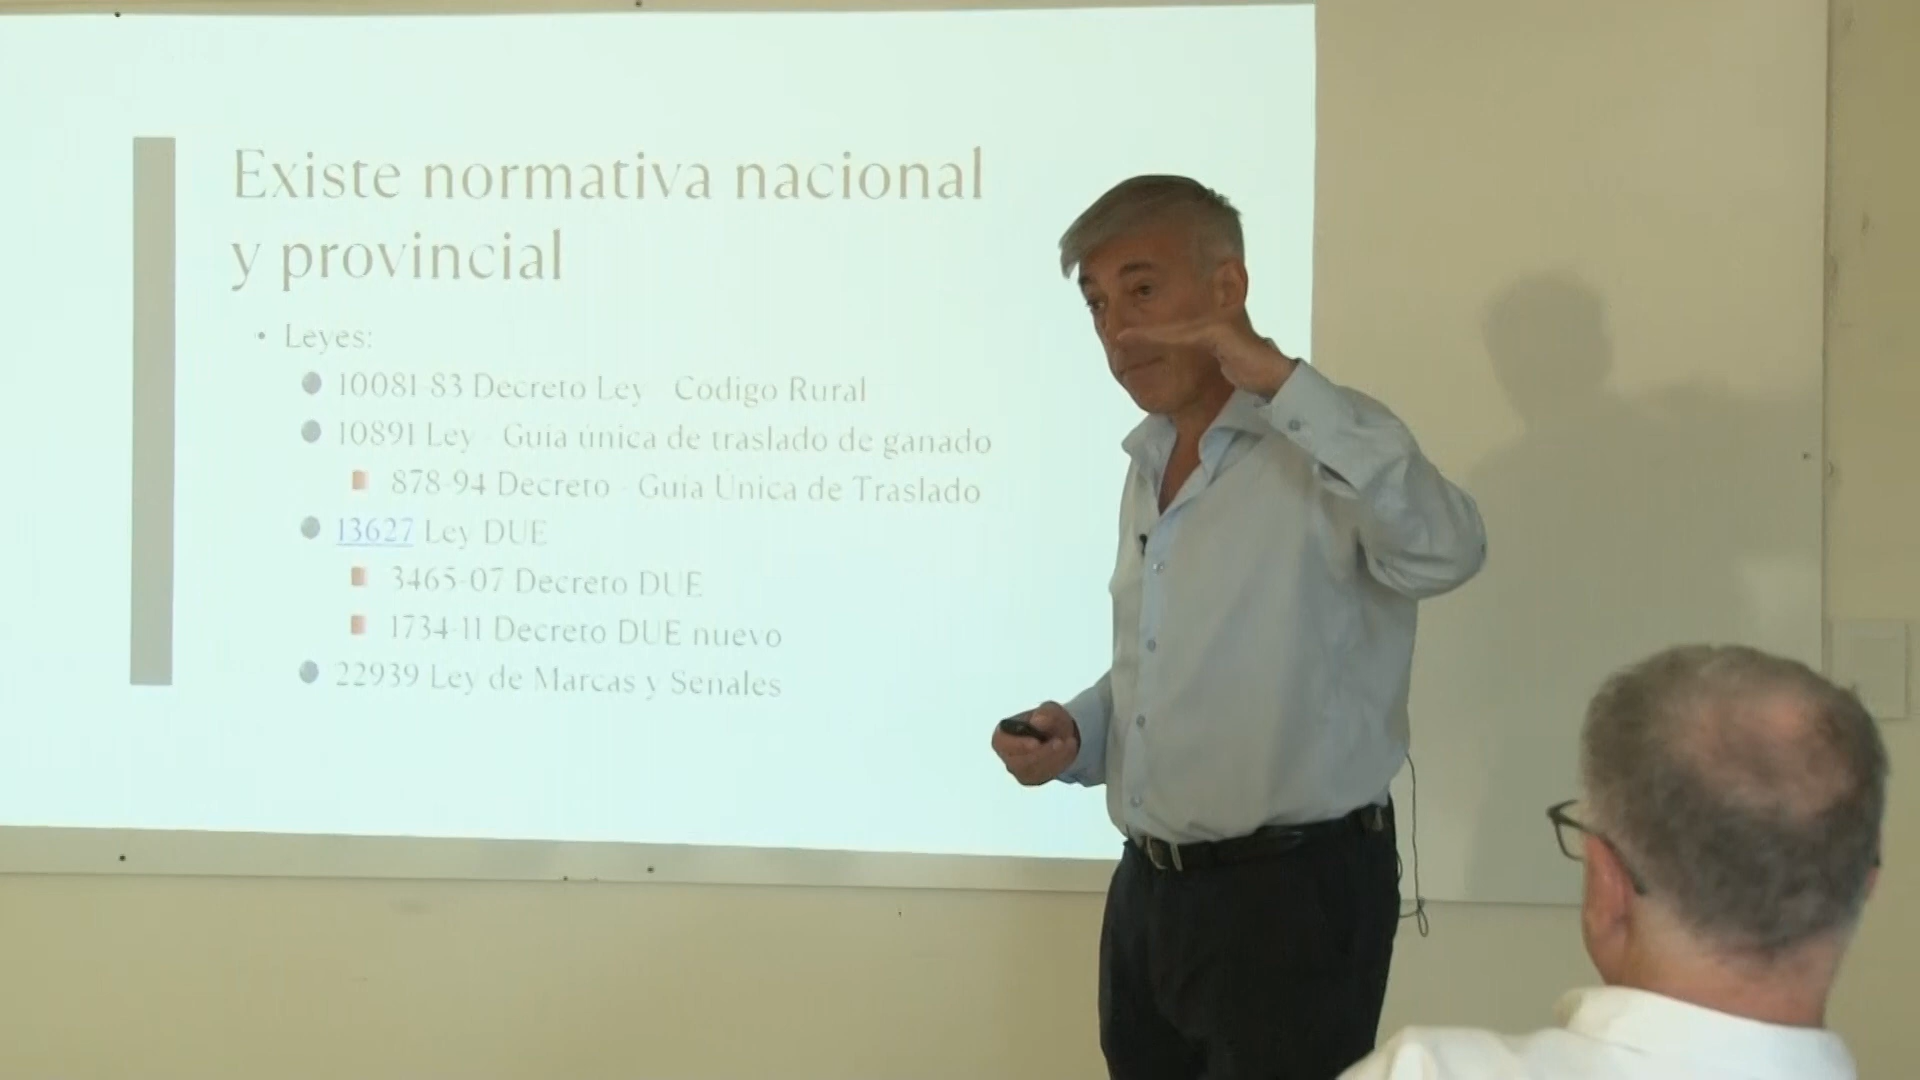 Existe normativa nacional
y provincial
• Leyes:
10081-83 Decreto Ley - Codigo Rural
10891 Ley - Guia única de traslado de ganado
878-94 Decreto - Guia Única de Traslado
13627 Ley DUE
3465-07 Decreto DUE
1734-11 Decreto DUE nuevo
22939 Ley de Marcas y Señales